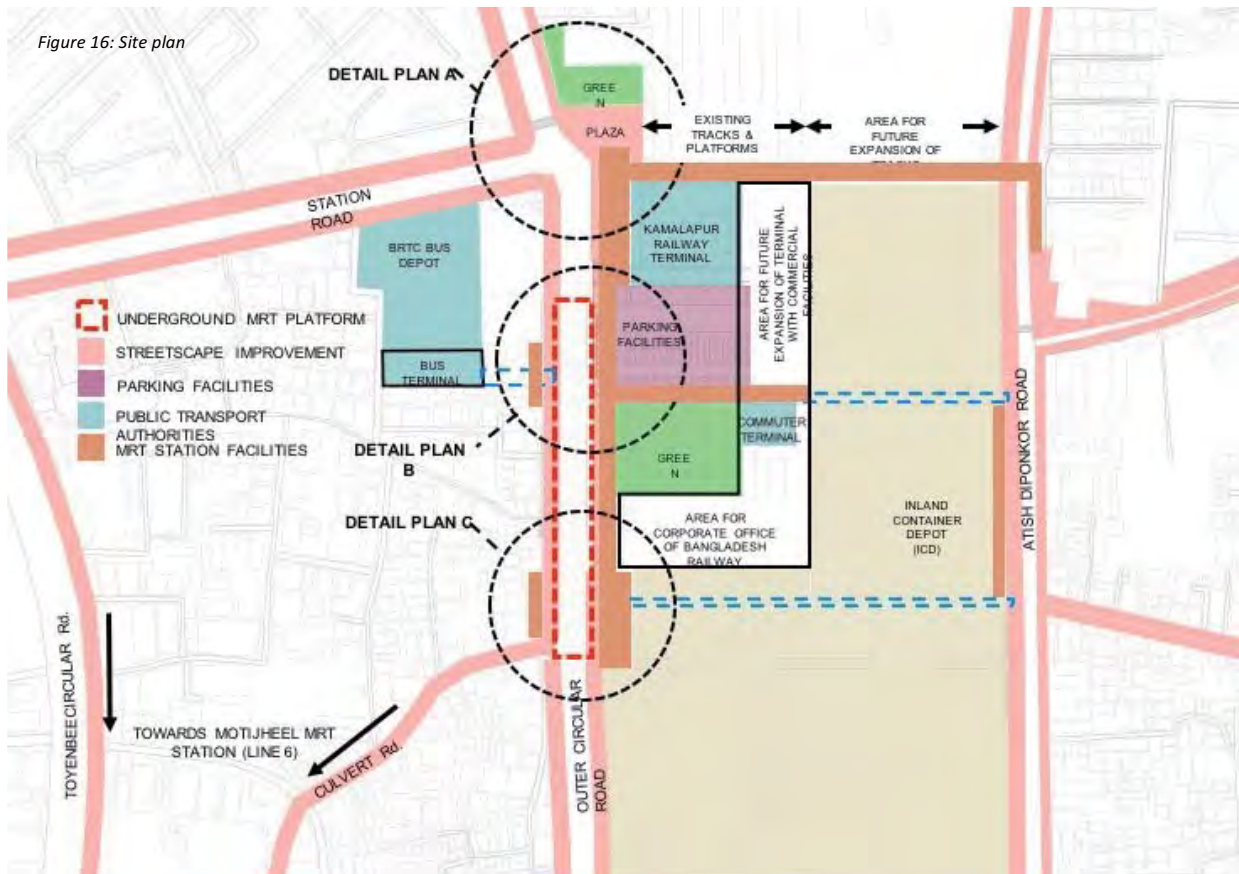 Figure 16: Site plan
DETAIL PLAN A
GREE
N
PLAZA
EXISTING
TRACKS &
PLATFORMS
AREA FOR
FUTURE
EXPANSION OF
STATION
ROAD
BRTC BUS
DEPOT
KAMALAPUR
RAILWAY
TERMINAL
AREA FOR FUTURE
EXPANSION OF TERMINAL
WITH COMMERCIAL
FACILITIES
UNDERGROUND MRT PLATFORM
STREETSCAPE IMPROVEMENT
PARKING FACILITIES
PUBLIC TRANSPORT
AUTHORITIES
MRT STATION FACILITIES
PARKING
FACILITIES
BUS
TERMINAL
DETAIL PLAN
B
COMMUTER
TERMINAL
GREE
N
DETAIL PLAN C
AREA FOR
CORPORATE OFFICE
OF BANGLADESH
RAILWAY
INLAND
CONTAINER
DEPOT
(ICD)
ATISH DIPONKOR ROAD
TOYENBEECIRCULAR Rd.
TOWARDS MOTIJHEEL MRT
STATION (LINE 6)
CULVERT Rd.
OUTER CIRCULAR
ROAD